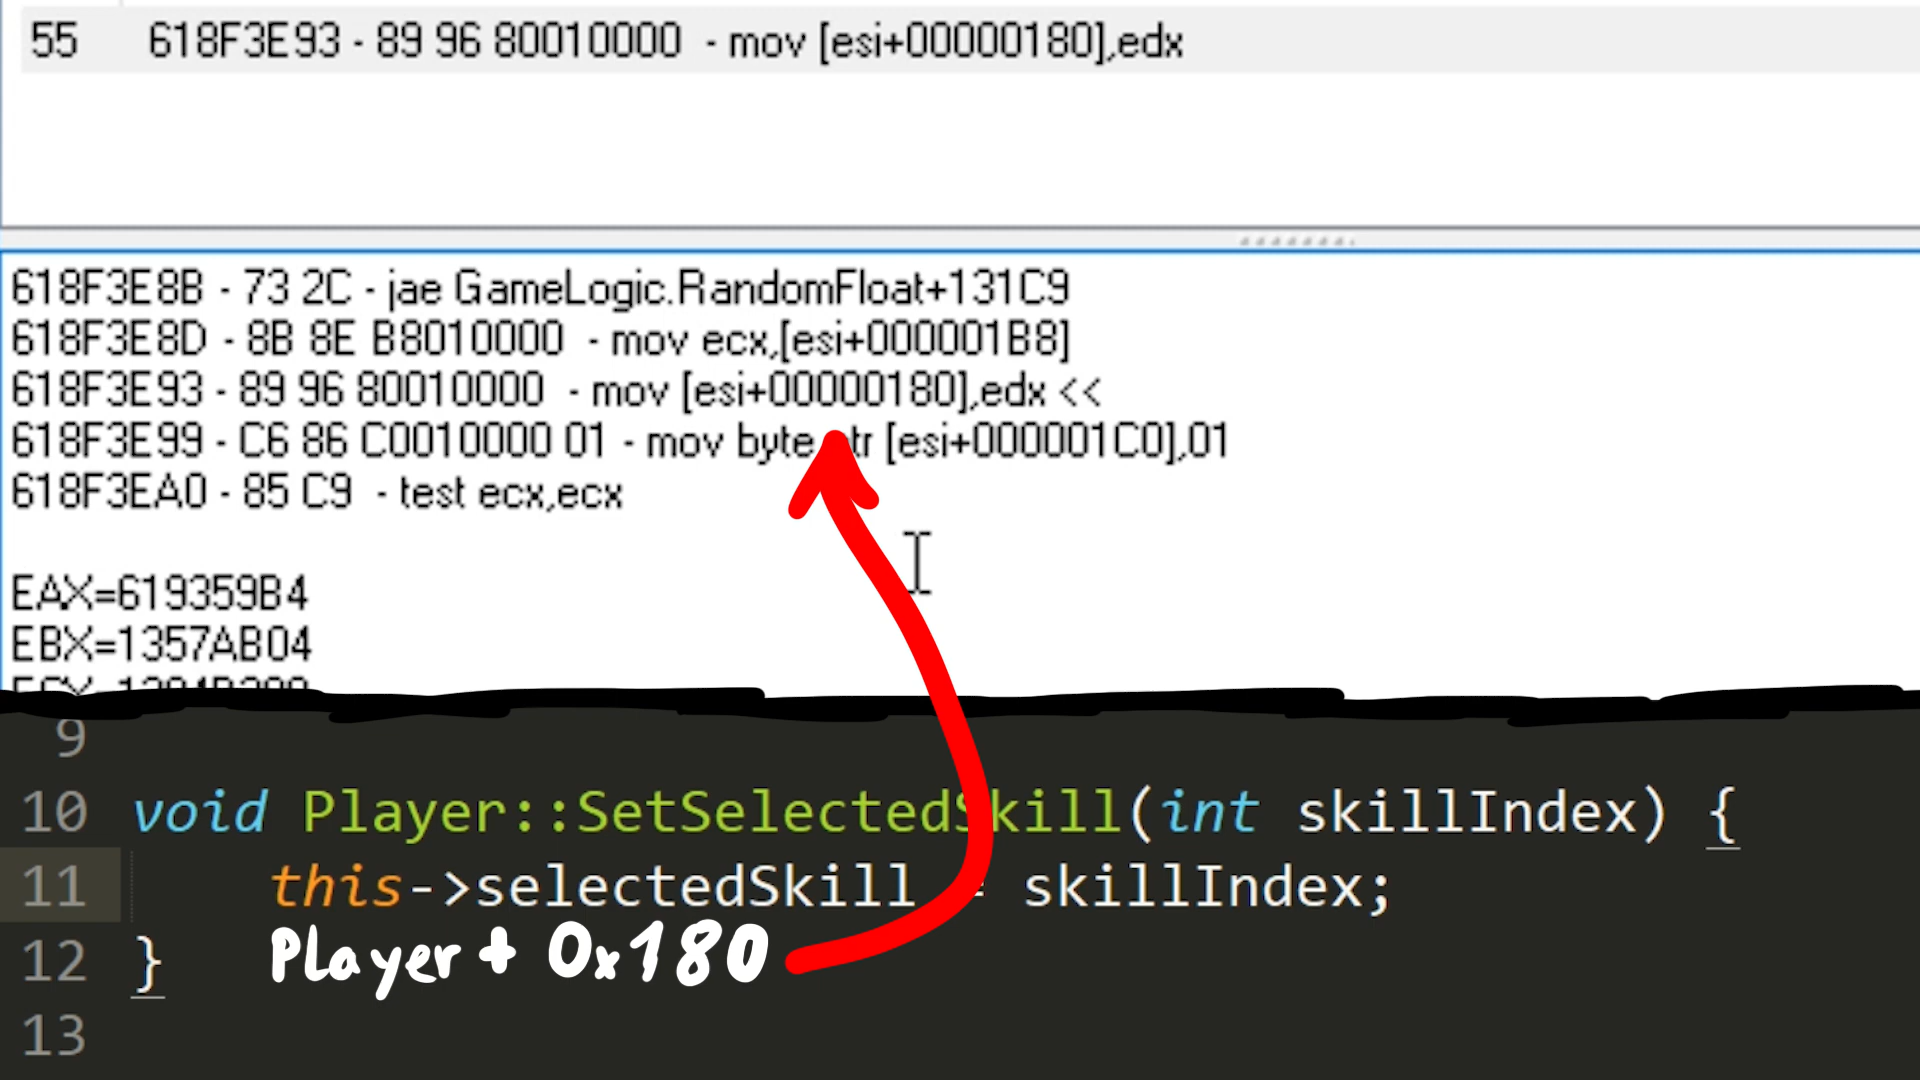 55 618F3E93 - 89 96 80010000 - mov [esi+00000180],edx
618F3E8B - 73 2C - jae GameLogic.RandomFloat+131C9
618F3E8D - 8B 8E B8010000 - mov ecx,[esi+000001B8]
618F3E93 - 89 96 80010000 - mov [esi+00000180],edx <<
618F3E99 - C6 86 C0010000 01 - mov byte ptr [esi+000001C0],01
618F3EA0 - 85 C9 - test ecx,ecx
EAX=619359B4
EBX=1357AB04
9
10 void Player::SetSelectedSkill(int skillIndex) {
11 this->selectedSkill = skillIndex;
12 } Player + 0x180
13